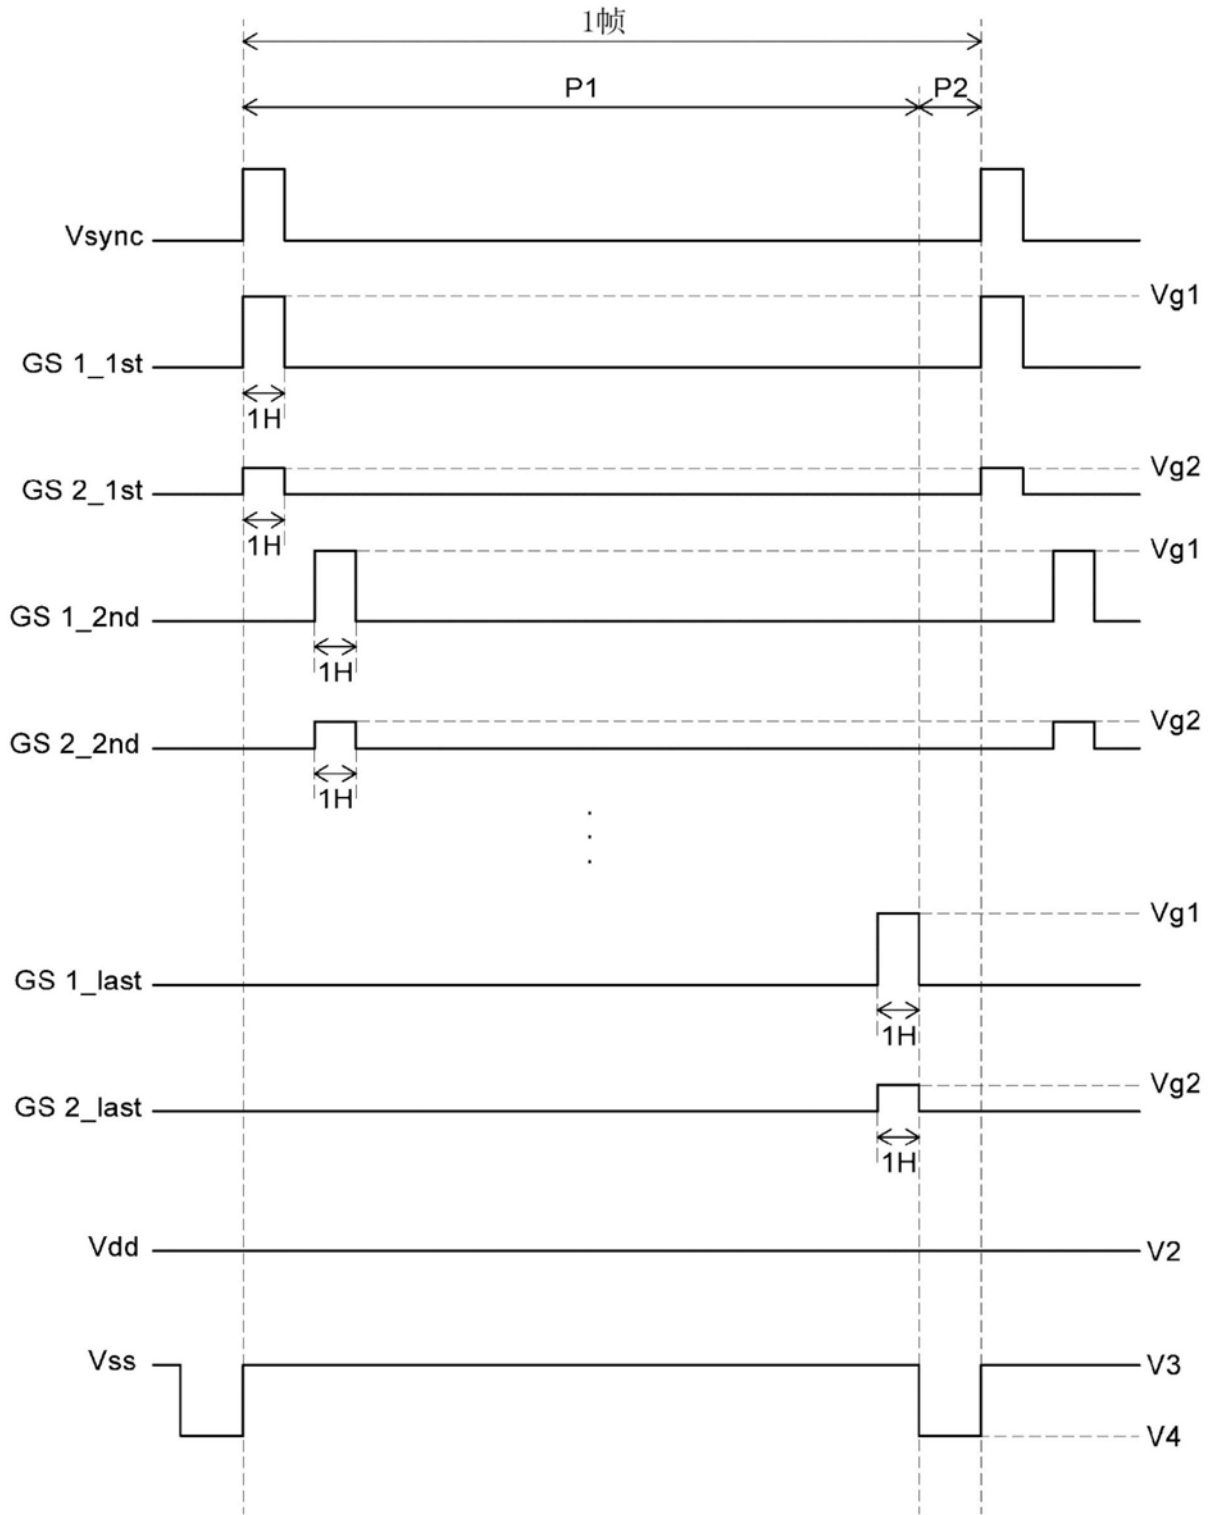 1帧
P1
P2
Vsync
Vg1
GS 1_1st
1H
Vg2
GS 2_1st
1H
Vg1
GS 1_2nd
1H
Vg2
GS 2_2nd
1H
Vg1
GS 1_last
1H
Vg2
GS 2_last
1H
Vdd
V2
Vss
V3
V4